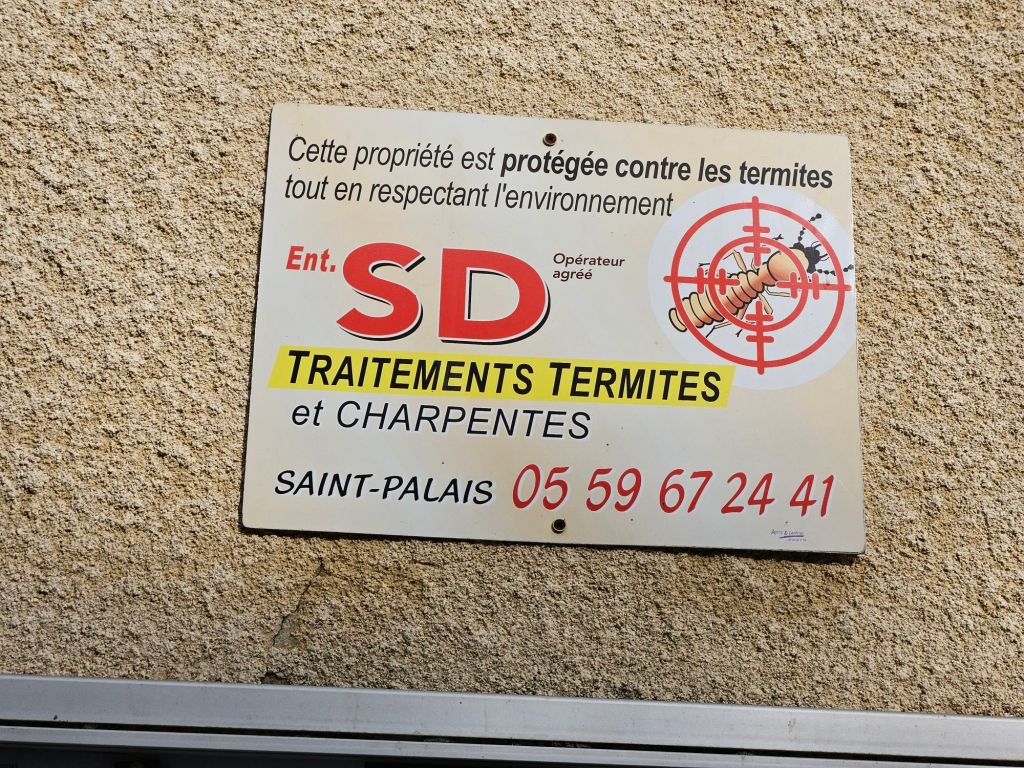 Cette propriété est protégée contre les termites
tout en respectant l'environnement
Ent. SD Opérateur
agréé
TRAITEMENTS TERMITES
et CHARPENTES
SAINT-PALAIS 05 59 67 24 41